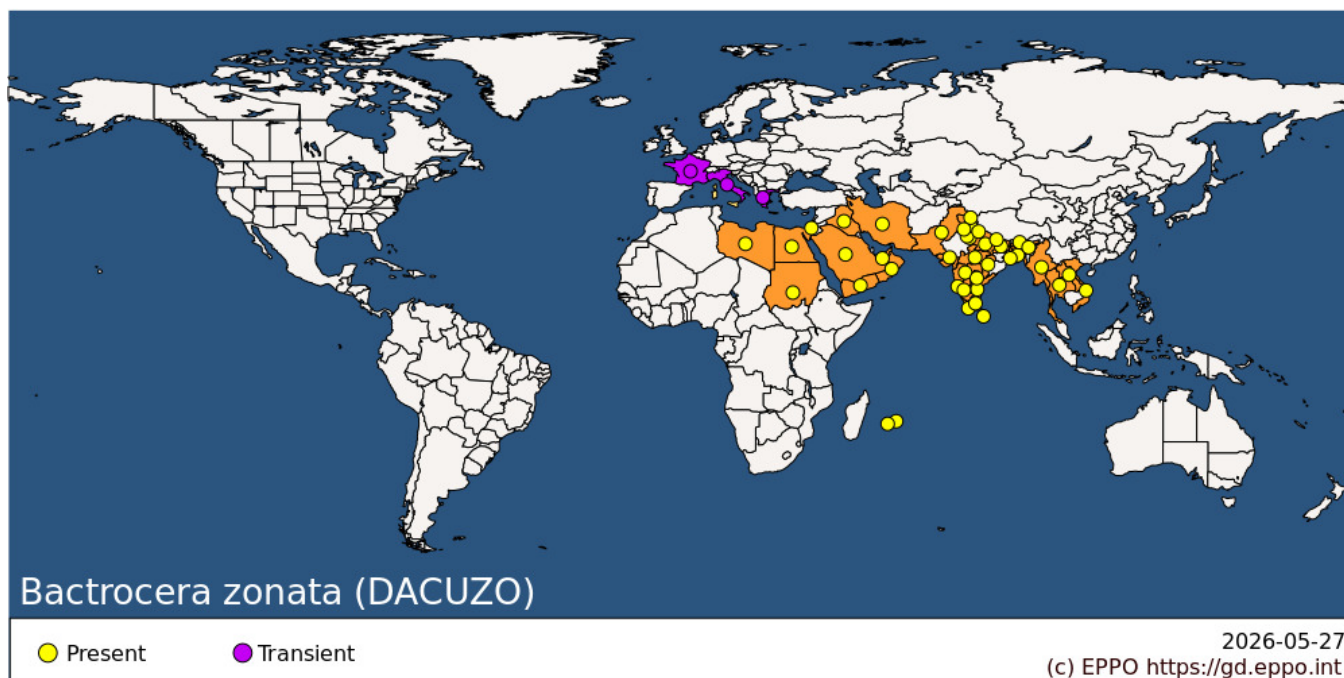 Bactrocera zonata (DACUZO)
Present
Transient
2026-05-27
(c) EPPO https://gd.eppo.int